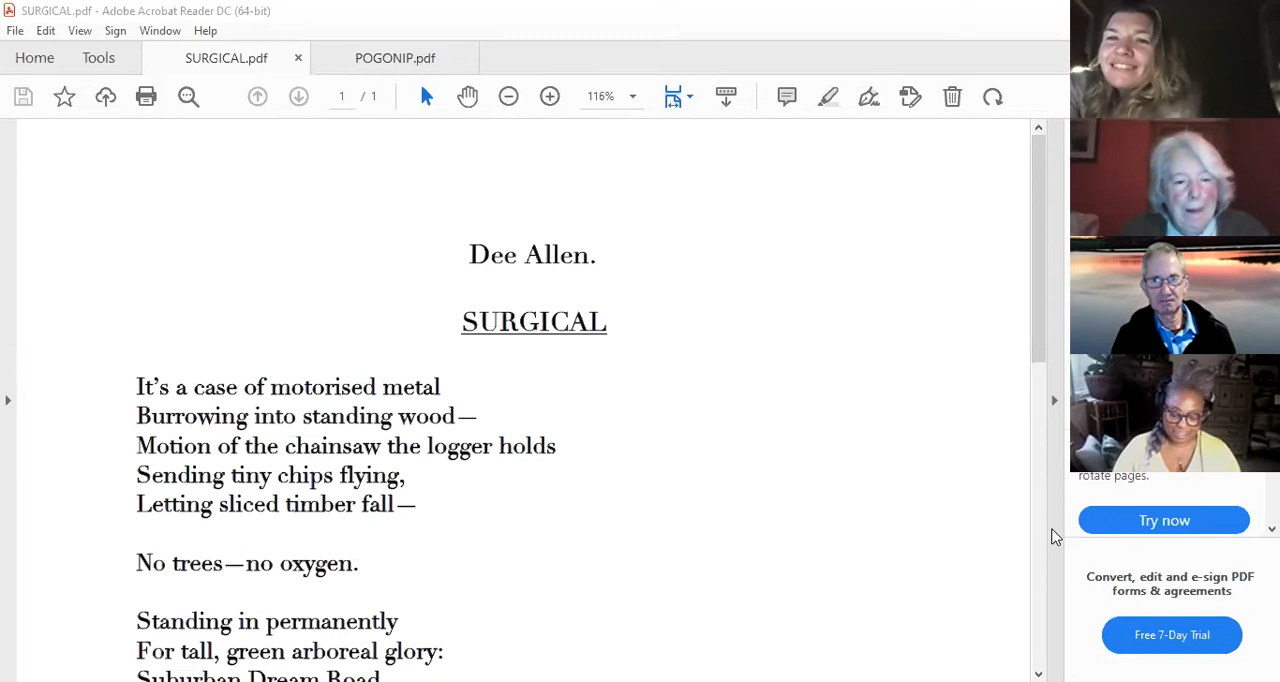 SURGICAL.pdf - Adobe Acrobat Reader DC (64-bit)
File Edit View Sign Window Help
Home Tools SURGICAL.pdf × POGONIP.pdf
1 / 1 116%
Dee Allen.
SURGICAL
It's a case of motorised metal
Burrowing into standing wood—
Motion of the chainsaw the logger holds
Sending tiny chips flying,
Letting sliced timber fall—
No trees—no oxygen.
Standing in permanently
For tall, green arboreal glory:
Suburban Dream Road
rotate pages.
Try now
Convert, edit and e-sign PDF
forms & agreements
Free 7-Day Trial